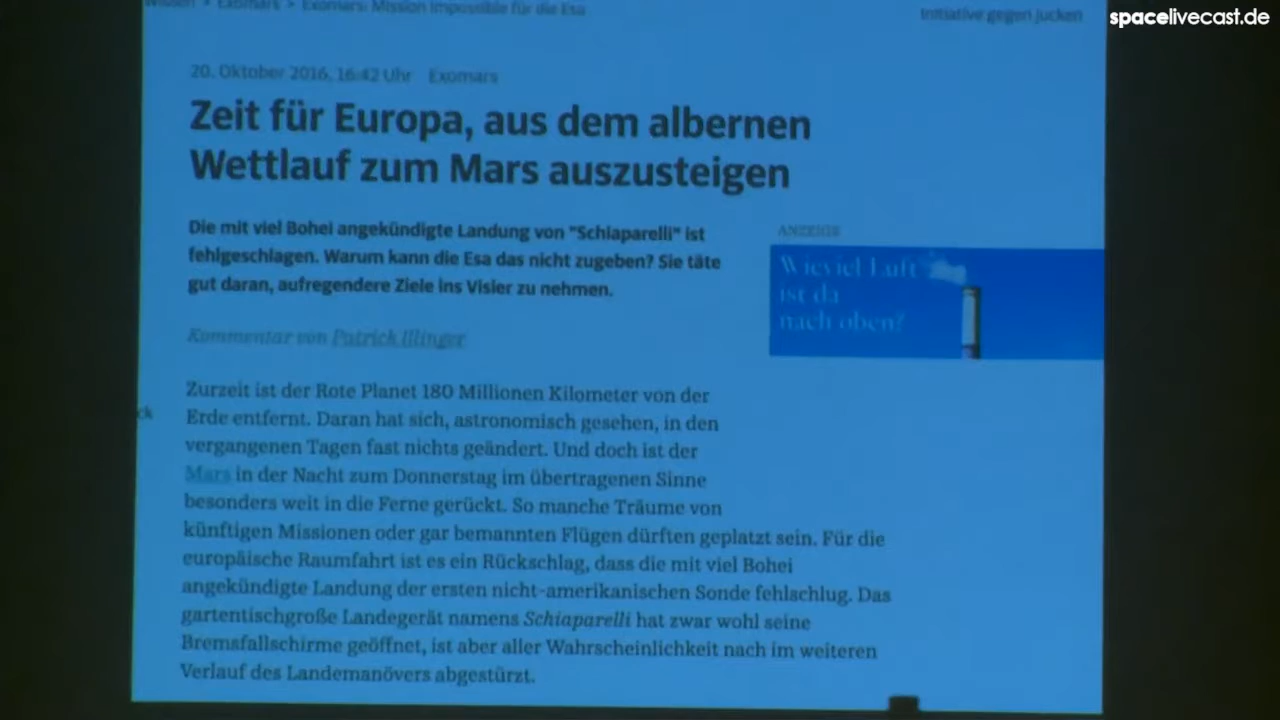 Wissen > Exomars > Exomars: Mission Impossible für die Esa
Initiative gegen Jucken
spacelivecast.de
20. Oktober 2016, 16:42 Uhr Exomars
Zeit für Europa, aus dem albernen
Wettlauf zum Mars auszusteigen
Die mit viel Bohei angekündigte Landung von "Schiaparelli" ist
fehlgeschlagen. Warum kann die Esa das nicht zugeben? Sie täte
gut daran, aufregendere Ziele ins Visier zu nehmen.
ANZEIGE
Wieviel Luft
ist da
nach oben?
Kommentar von Patrick Illinger
Zurzeit ist der Rote Planet 180 Millionen Kilometer von der
Erde entfernt. Daran hat sich, astronomisch gesehen, in den
vergangenen Tagen fast nichts geändert. Und doch ist der
Mars in der Nacht zum Donnerstag im übertragenen Sinne
besonders weit in die Ferne gerückt. So manche Träume von
künftigen Missionen oder gar bemannten Flügen dürften geplatzt sein. Für die
europäische Raumfahrt ist es ein Rückschlag, dass die mit viel Bohei
angekündigte Landung der ersten nicht-amerikanischen Sonde fehlschlug. Das
gartentischgroße Landegerät namens Schiaparelli hat zwar wohl seine
Bremsfallschirme geöffnet, ist aber aller Wahrscheinlichkeit nach im weiteren
Verlauf des Landemanövers abgestürzt.